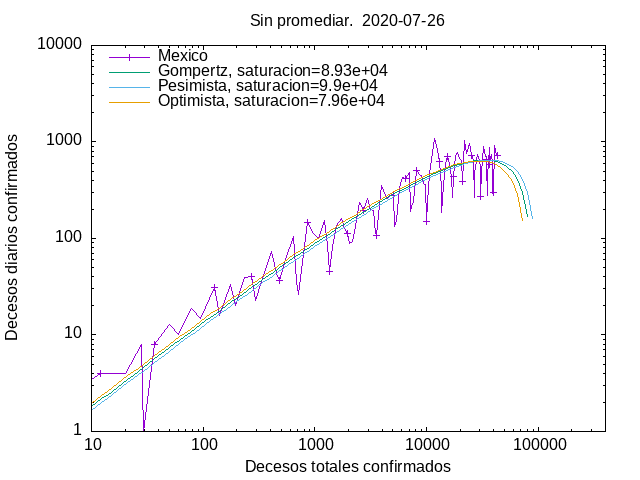 Sin promediar.  2020-07-26
Mexico
Gompertz, saturacion=8.93e+04
Pesimista, saturacion=9.9e+04
Optimista, saturacion=7.96e+04
Decesos diarios confirmados
10000
1000
100
10
1
10 100 1000 10000 100000
Decesos totales confirmados